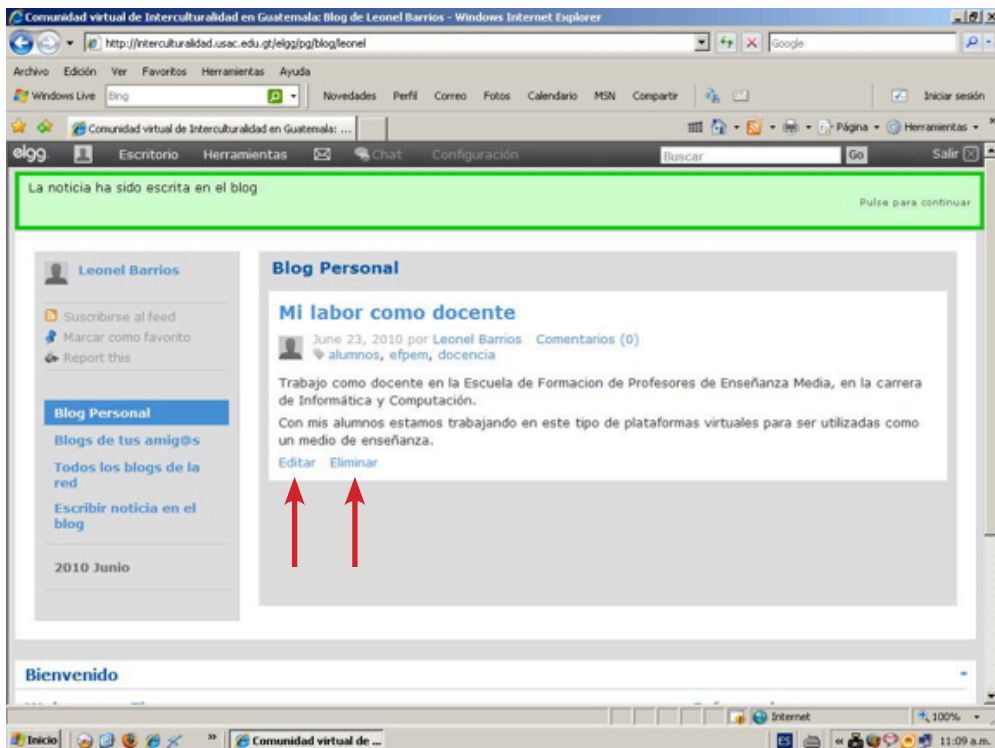 Comunidad virtual de Interculturalidad en Guatemala: Blog de Leonel Barrios - Windows Internet Explorer
http://interculturalidad.usac.edu.gt/elgg/pg/blog/leonel
Google
Archivo Edición Ver Favoritos Herramientas Ayuda
Windows Live Bing Novedades Perfil Correo Fotos Calendario MSN Compartir Iniciar sesión
Comunidad virtual de Interculturalidad en Guatemala: ... Página Herramientas
elgg. Escritorio Herramientas Chat Configuración Buscar Go Salir
La noticia ha sido escrita en el blog
Pulse para continuar
Leonel Barrios
Suscribirse al feed
Marcar como favorito
Report this
Blog Personal
Blogs de tus amig@s
Todos los blogs de la
red
Escribir noticia en el
blog
2010 Junio
Blog Personal
Mi labor como docente
June 23, 2010 por Leonel Barrios Comentarios (0)
alumnos, efpem, docencia
Trabajo como docente en la Escuela de Formacion de Profesores de Enseñanza Media, en la carrera
de Informática y Computación.
Con mis alumnos estamos trabajando en este tipo de plataformas virtuales para ser utilizadas como
un medio de enseñanza.
Editar Eliminar
Bienvenido -
Internet 100%
Inicio » Comunidad virtual de ... ES « 11:09 a.m.